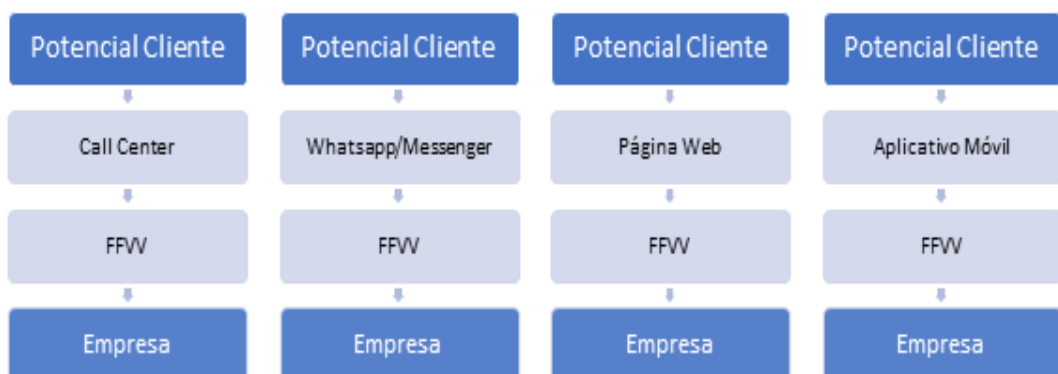 Potencial Cliente
Potencial Cliente
Potencial Cliente
Potencial Cliente
Call Center
Whatsapp/Messenger
Página Web
Aplicativo Móvil
FFVV
FFVV
FFVV
FFVV
Empresa
Empresa
Empresa
Empresa